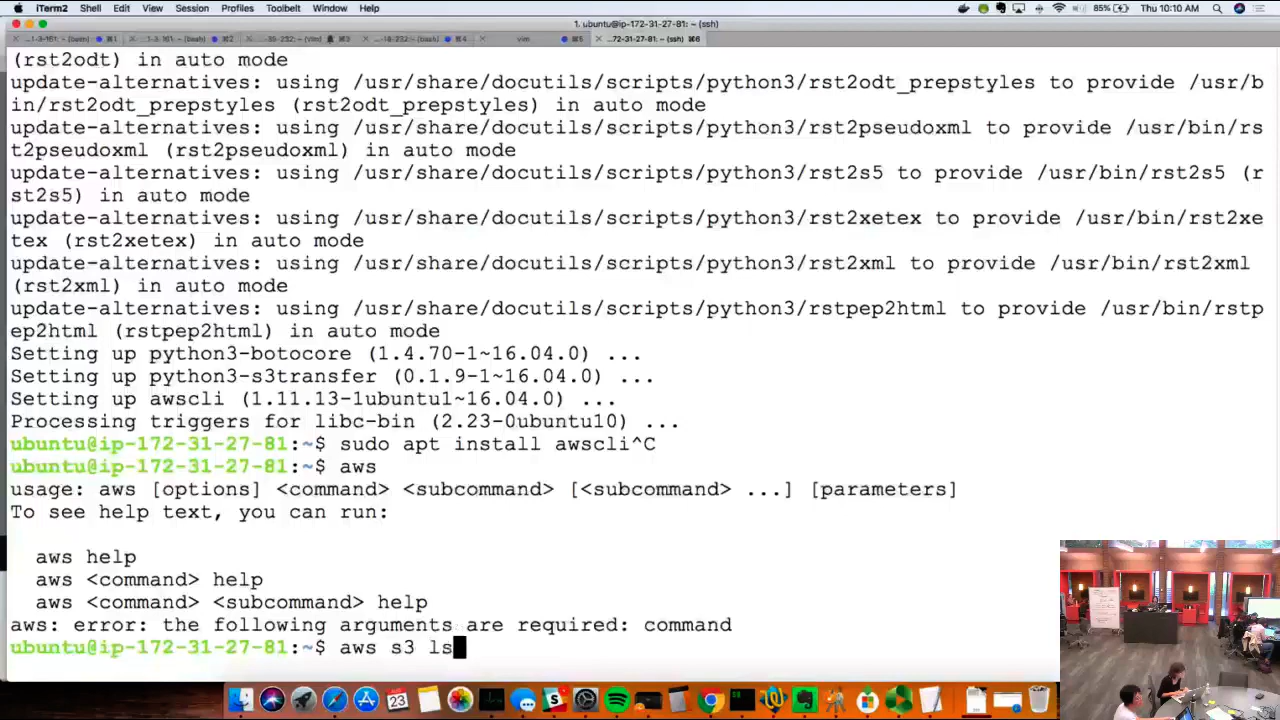 iTerm2 Shell Edit View Session Profiles Toolbelt Window Help 85% Thu 10:10 AM
1. ubuntu@ip-172-31-27-81: ~ (ssh)
...72-31-27-81: ~ (ssh) ⌘6
(rst2odt) in auto mode
update-alternatives: using /usr/share/docutils/scripts/python3/rst2odt_prepstyles to provide /usr/b
in/rst2odt_prepstyles (rst2odt_prepstyles) in auto mode
update-alternatives: using /usr/share/docutils/scripts/python3/rst2pseudoxml to provide /usr/bin/rs
t2pseudoxml (rst2pseudoxml) in auto mode
update-alternatives: using /usr/share/docutils/scripts/python3/rst2s5 to provide /usr/bin/rst2s5 (r
st2s5) in auto mode
update-alternatives: using /usr/share/docutils/scripts/python3/rst2xetex to provide /usr/bin/rst2xe
tex (rst2xetex) in auto mode
update-alternatives: using /usr/share/docutils/scripts/python3/rst2xml to provide /usr/bin/rst2xml
(rst2xml) in auto mode
update-alternatives: using /usr/share/docutils/scripts/python3/rstpep2html to provide /usr/bin/rstp
ep2html (rstpep2html) in auto mode
Setting up python3-botocore (1.4.70-1~16.04.0) ...
Setting up python3-s3transfer (0.1.9-1~16.04.0) ...
Setting up awscli (1.11.13-1ubuntu1~16.04.0) ...
Processing triggers for libc-bin (2.23-0ubuntu10) ...
ubuntu@ip-172-31-27-81:~$ sudo apt install awscli^C
ubuntu@ip-172-31-27-81:~$ aws
usage: aws [options] <command> <subcommand> [<subcommand> ...] [parameters]
To see help text, you can run:
aws help
aws <command> help
aws <command> <subcommand> help
aws: error: the following arguments are required: command
ubuntu@ip-172-31-27-81:~$ aws s3 ls